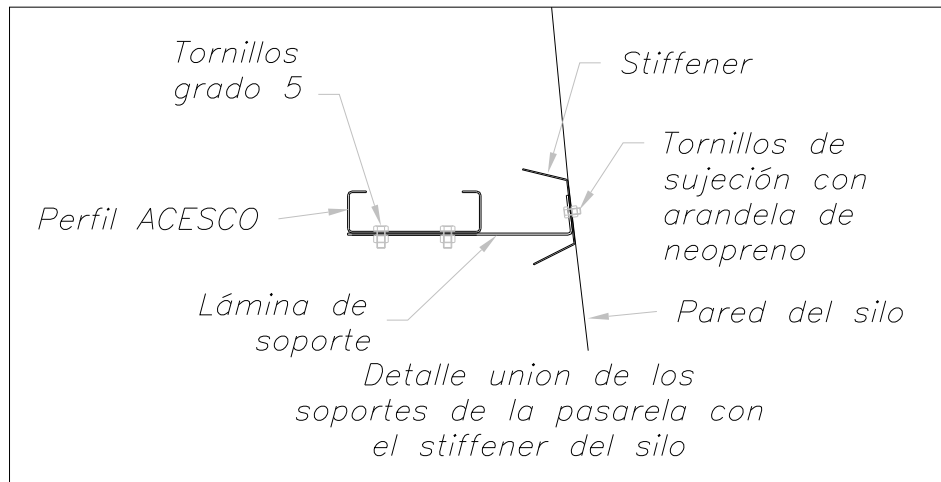 Tornillos
grado 5
Stiffener
Tornillos de
sujeción con
arandela de
neopreno
Perfil ACESCO
Lámina de
soporte
Pared del silo
Detalle union de los
soportes de la pasarela con
el stiffener del silo